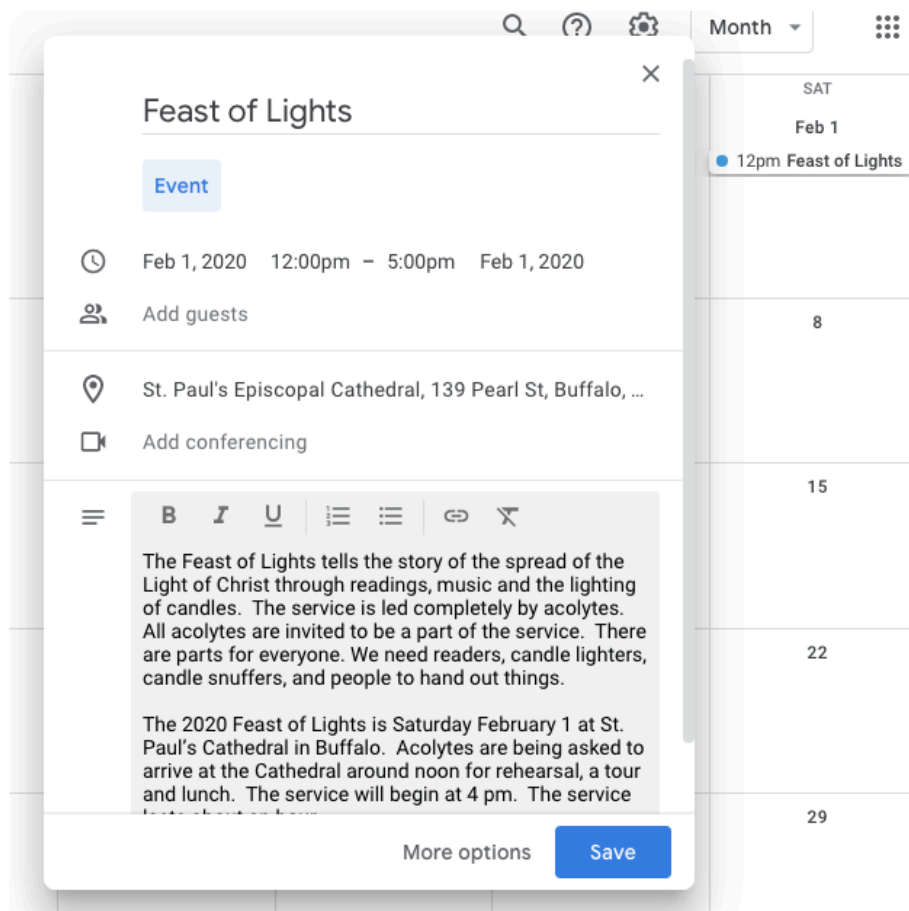 Month
Feast of Lights
Event
Feb 1, 2020 12:00pm – 5:00pm Feb 1, 2020
Add guests
St. Paul's Episcopal Cathedral, 139 Pearl St, Buffalo, ...
Add conferencing
B I U
The Feast of Lights tells the story of the spread of the
Light of Christ through readings, music and the lighting
of candles.  The service is led completely by acolytes.
All acolytes are invited to be a part of the service.  There
are parts for everyone. We need readers, candle lighters,
candle snuffers, and people to hand out things.
The 2020 Feast of Lights is Saturday February 1 at St.
Paul’s Cathedral in Buffalo.  Acolytes are being asked to
arrive at the Cathedral around noon for rehearsal, a tour
and lunch.  The service will begin at 4 pm.  The service
More options
Save
SAT
Feb 1
12pm Feast of Lights
8
15
22
29